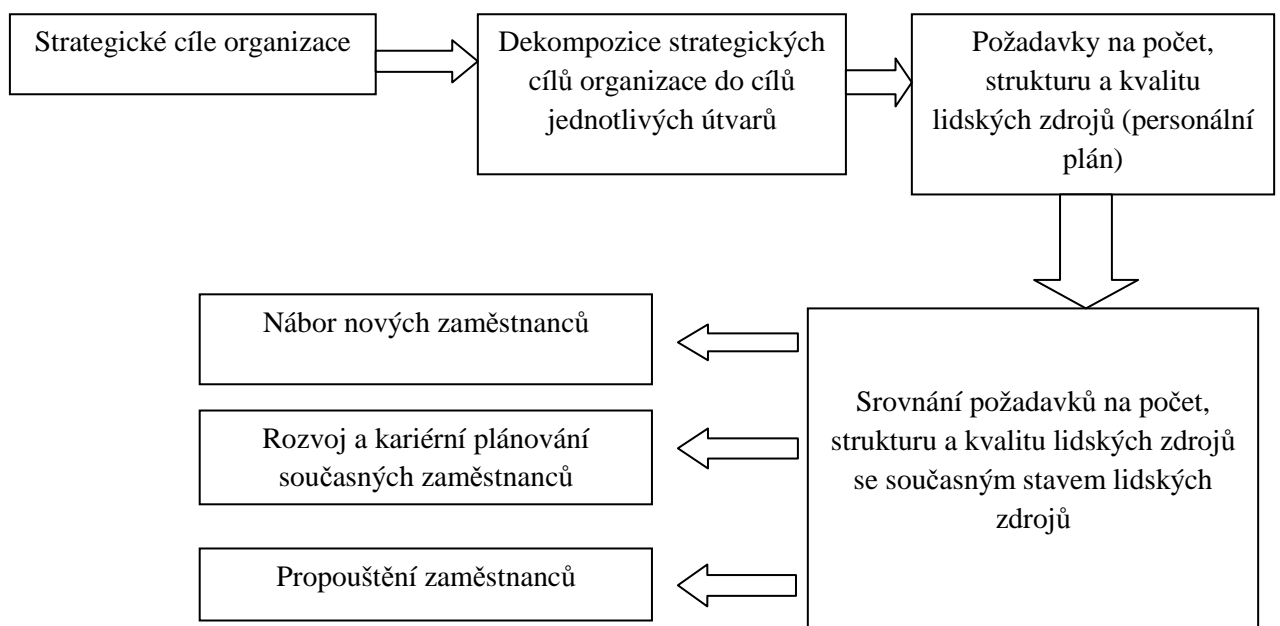 Strategické cíle organizace
Dekompozice strategických
cílů organizace do cílů
jednotlivých útvarů
Požadavky na počet,
strukturu a kvalitu
lidských zdrojů (personální
plán)
Nábor nových zaměstnanců
Rozvoj a kariérní plánování
současných zaměstnanců
Propouštění zaměstnanců
Srovnání požadavků na počet,
strukturu a kvalitu lidských zdrojů
se současným stavem lidských
zdrojů